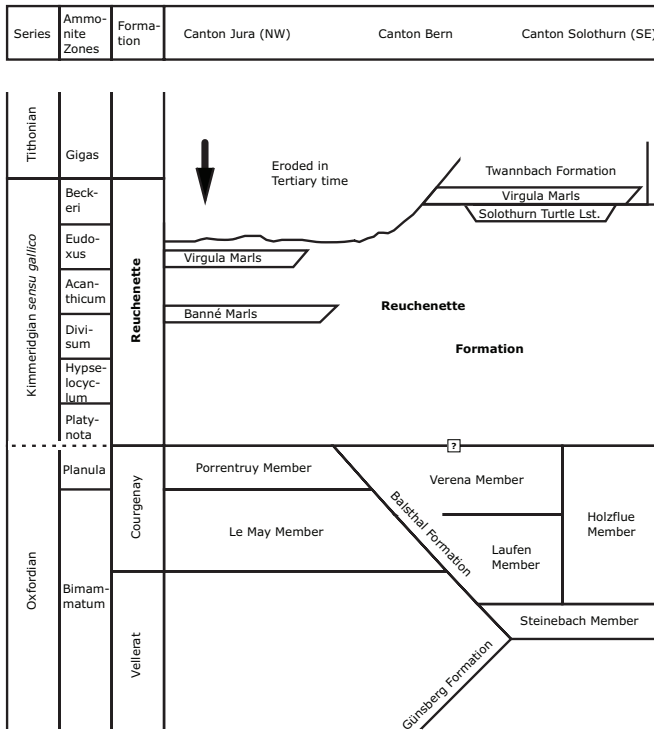 Series
Ammo-
nite
Zones
Forma-
tion
Canton Jura (NW)
Canton Bern
Canton Solothurn (SE)
Tithonian
Gigas
Eroded in
Tertiary time
Twannbach Formation
Virgula Marls
Solothurn Turtle Lst.
Kimmeridgian sensu gallico
Beck-
eri
Eudo-
xus
Acan-
thicum
Divi-
sum
Hypse-
locyc-
lum
Platy-
nota
Reuchenette
Virgula Marls
Banné Marls
Reuchenette
Formation
?
Oxfordian
Planula
Bimam-
matum
Courgenay
Vellerat
Porrentruy Member
Le May Member
Balsthal Formation
Verena Member
Laufen
Member
Holzflue
Member
Steinebach Member
Günsberg Formation